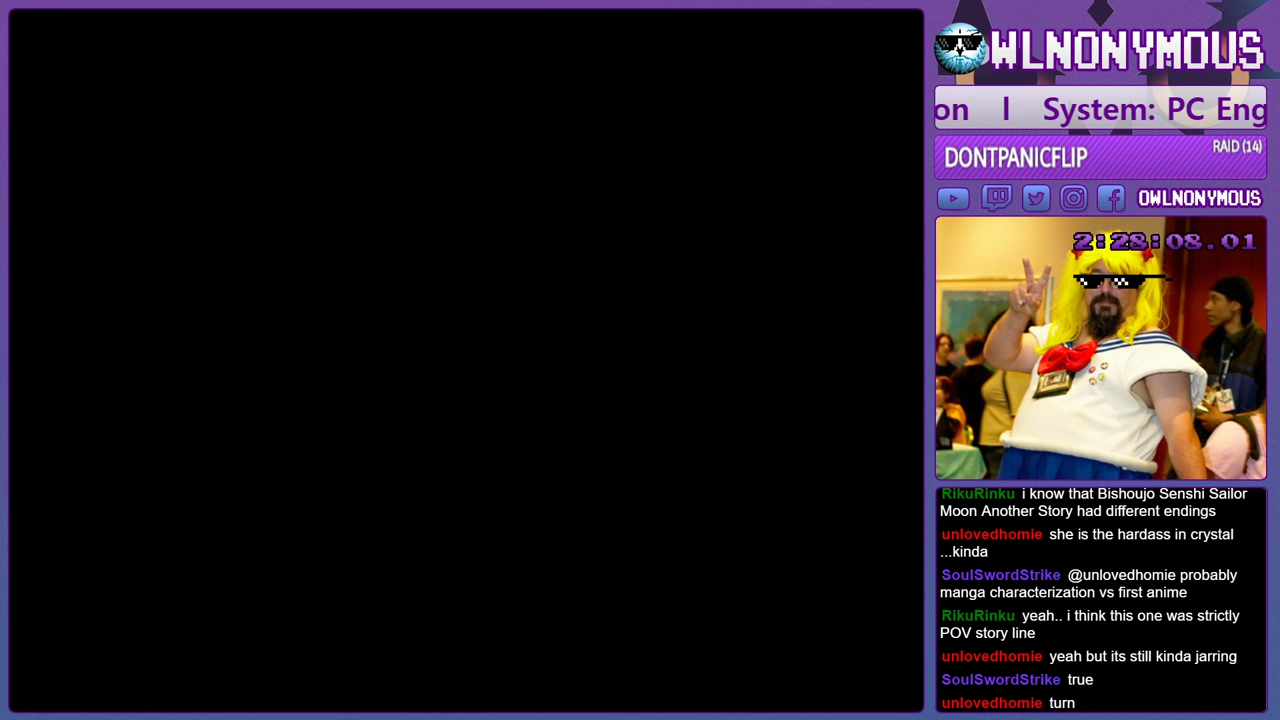 WLNONYMOUS
on | System: PC Eng
DONTPANICFLIP
RAID (14)
OWLNONYMOUS
2:28:08.01
RikuRinku i know that Bishoujo Senshi Sailor
Moon Another Story had different endings
unlovedhomie she is the hardass in crystal
...kinda
SoulSwordStrike @unlovedhomie probably
manga characterization vs first anime
RikuRinku yeah.. i think this one was strictly
POV story line
unlovedhomie yeah but its still kinda jarring
SoulSwordStrike true
unlovedhomie turn